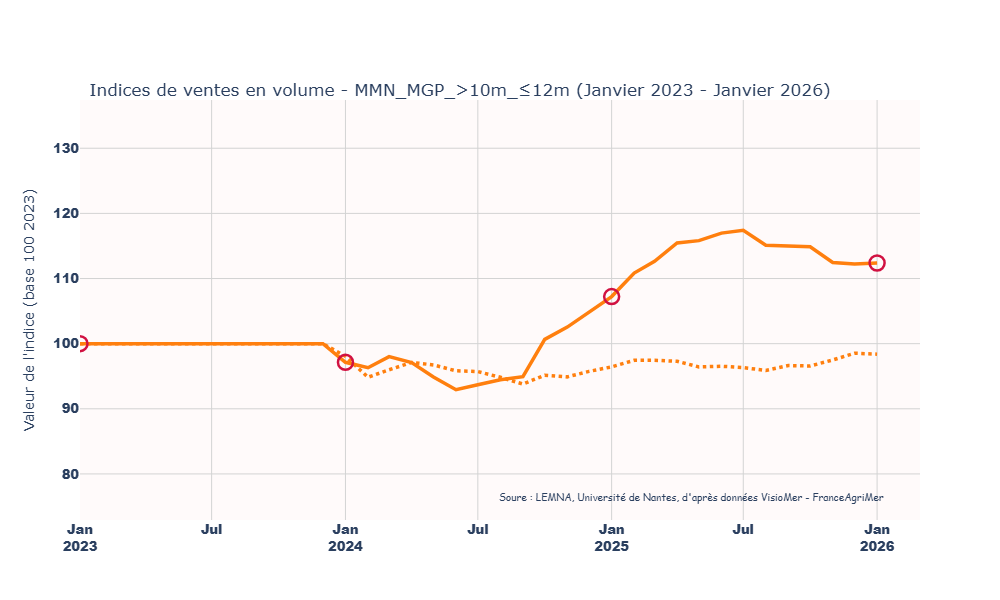 Indices de ventes en volume - MMN_MGP_>10m_≤12m (Janvier 2023 - Janvier 2026)
Valeur de l'indice (base 100 2023)
130
120
110
100
90
80
Soure : LEMNA, Université de Nantes, d'après données VisioMer - FranceAgriMer
Jan
2023
Jul
Jan
2024
Jul
Jan
2025
Jul
Jan
2026